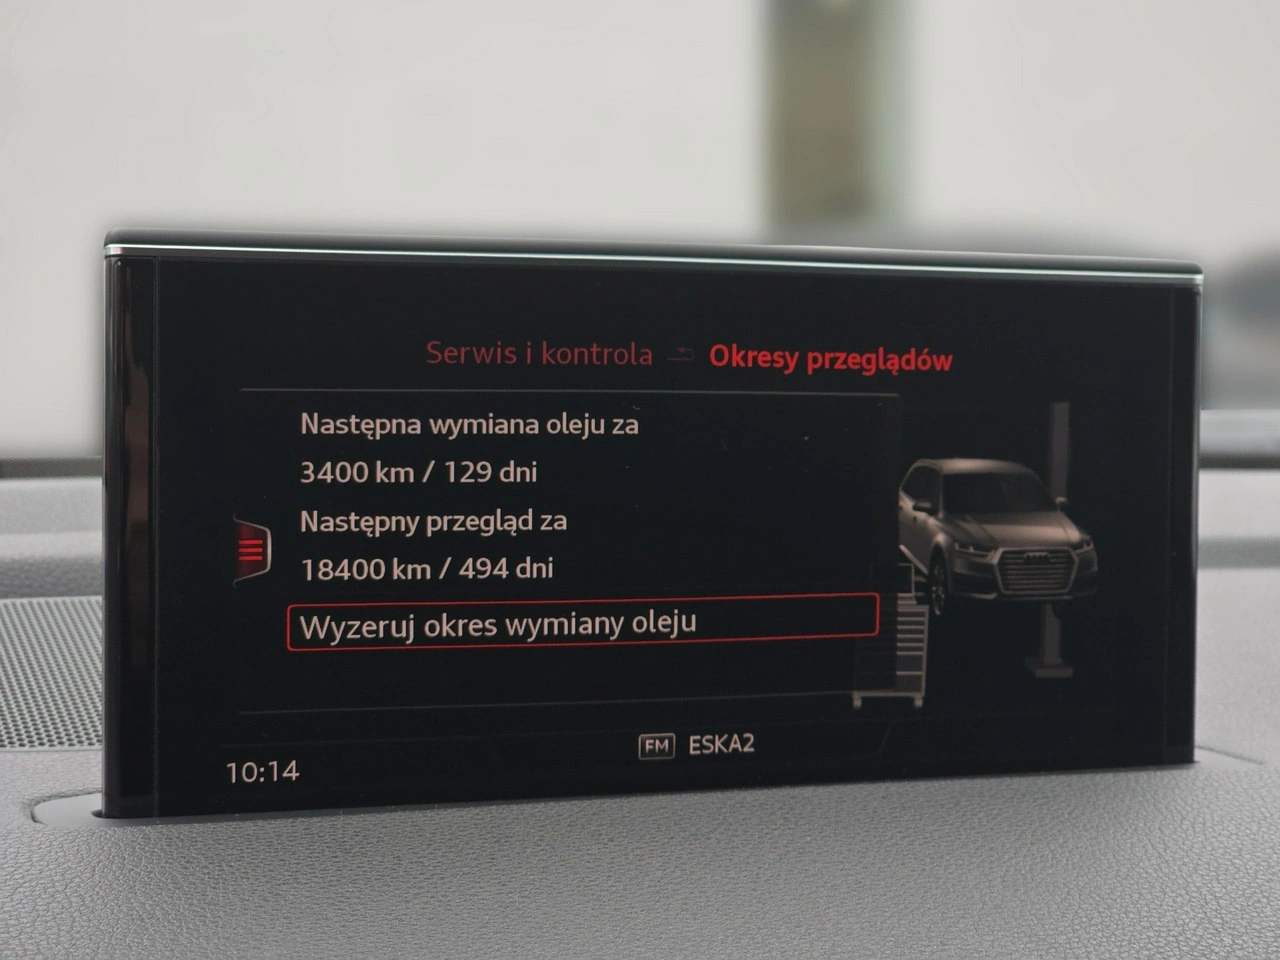 Serwis i kontrola Okresy przeglądów
Następna wymiana oleju za
3400 km / 129 dni
Następny przegląd za
18400 km / 494 dni
Wyzeruj okres wymiany oleju
FM ESKA2
10:14